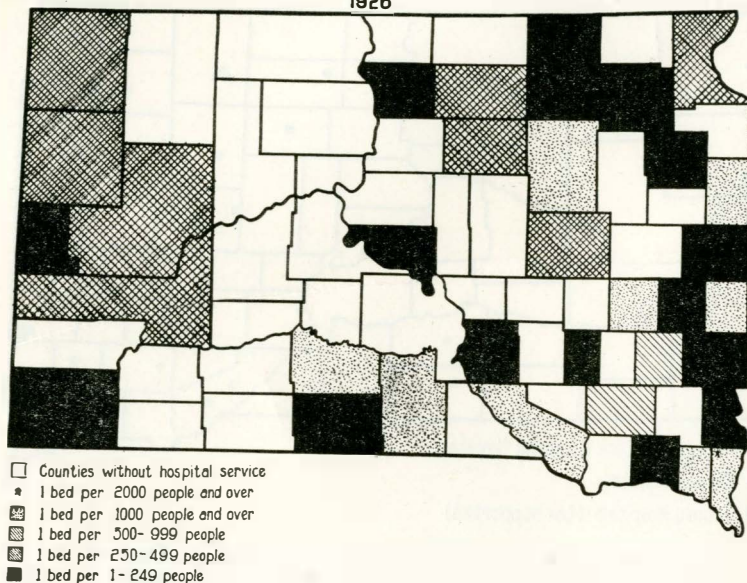 1926
Counties without hospital service
1 bed per 2000 people and over
1 bed per 1000 people and over
1 bed per 500-999 people
1 bed per 250-499 people
1 bed per 1-249 people